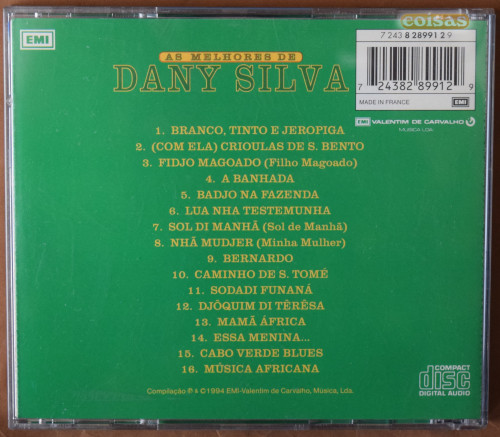 coisas
EMI
7 243 8 28991 2 9
7 24382 89912 9
MADE IN FRANCE EMI
EMI VALENTIM DE CARVALHO
MÚSICA LDA.
AS MELHORES DE
DANY SILVA
1. BRANCO, TINTO E JEROPIGA
2. (COM ELA) CRIOULAS DE S. BENTO
3. FIDJO MAGOADO (Filho Magoado)
4. A BANHADA
5. BADJO NA FAZENDA
6. LUA NHA TESTEMUNHA
7. SOL DI MANHÃ (Sol de Manhã)
8. NHÃ MUDJER (Minha Mulher)
9. BERNARDO
10. CAMINHO DE S. TOMÉ
11. SODADI FUNANÁ
12. DJÔQUIM DI TÊRÊSA
13. MAMÃ ÁFRICA
14. ESSA MENINA...
15. CABO VERDE BLUES
16. MÚSICA AFRICANA
Compilação ℗ & ©1994 EMI-Valentim de Carvalho, Música, Lda.
COMPACT
disc
DIGITAL AUDIO